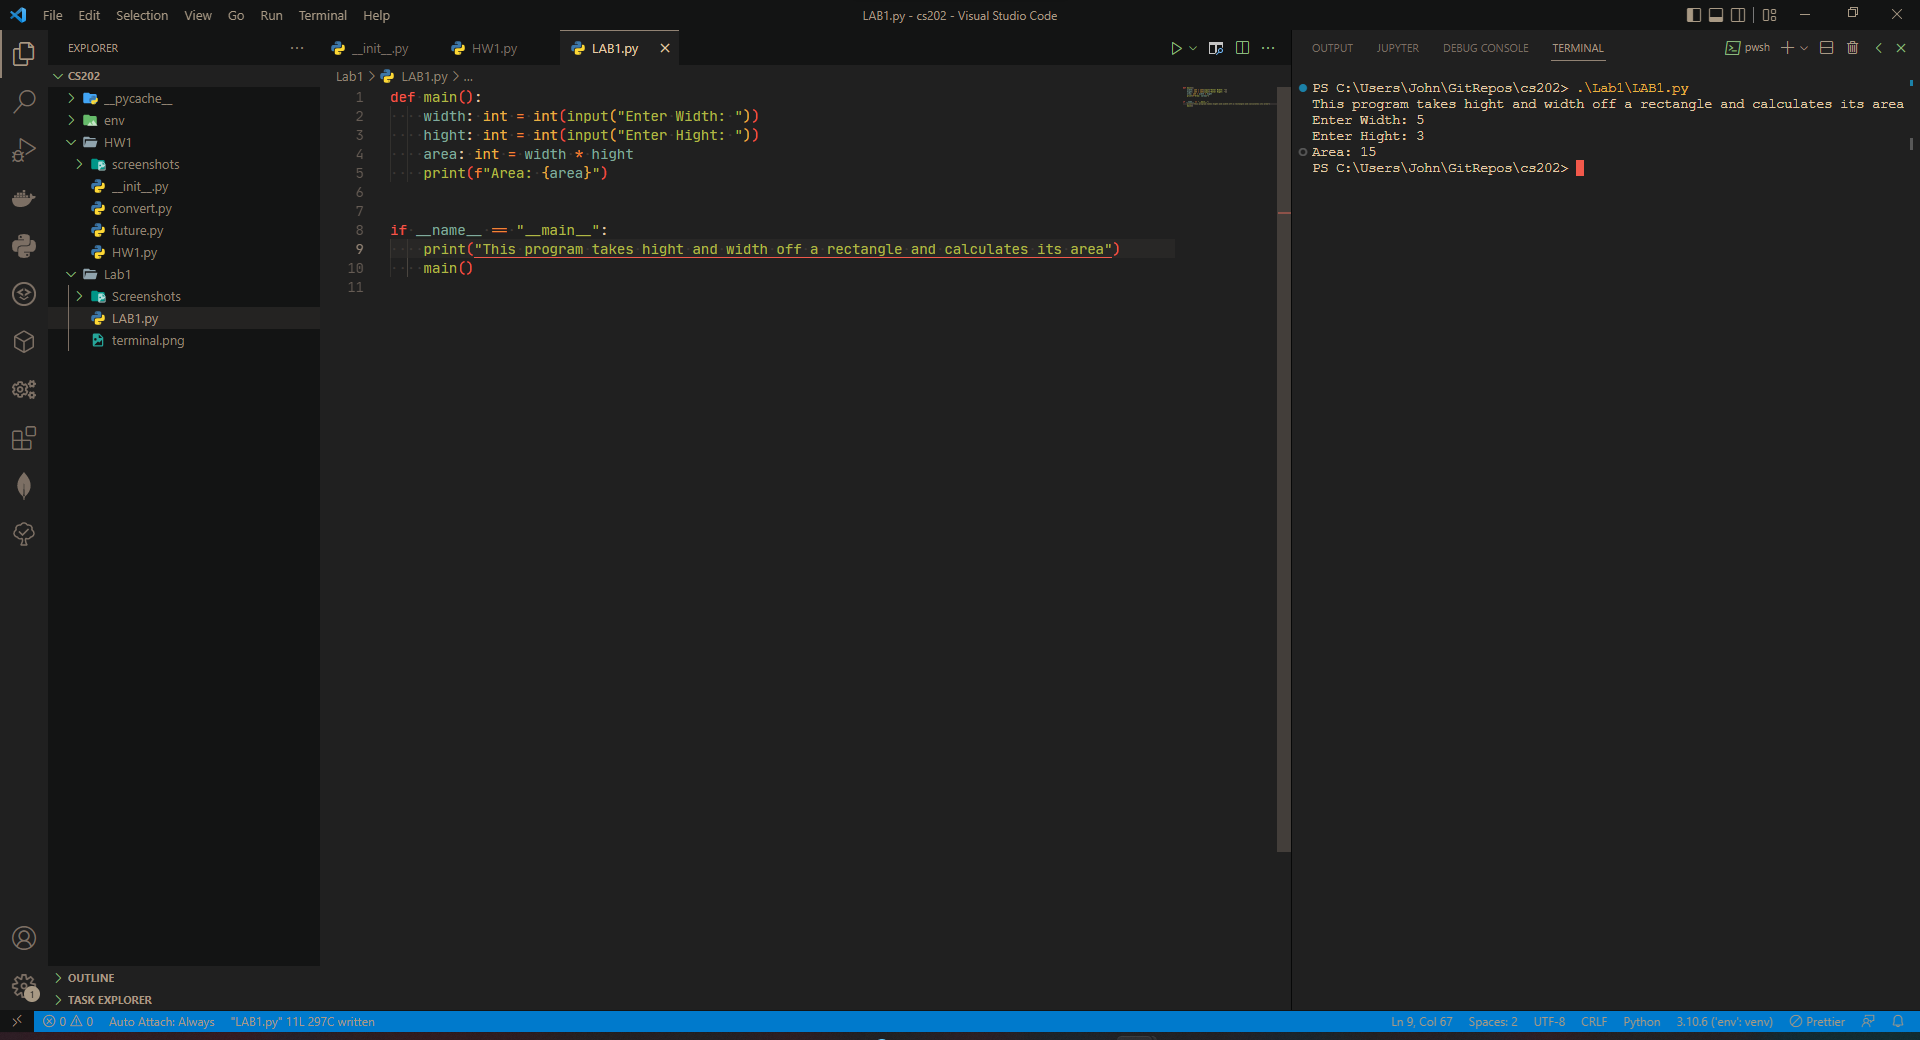 File Edit Selection View Go Run Terminal Help
LAB1.py - cs202 - Visual Studio Code
EXPLORER
CS202
__pycache__
env
HW1
screenshots
__init__.py
convert.py
future.py
HW1.py
Lab1
Screenshots
LAB1.py
terminal.png
OUTLINE
TASK EXPLORER
1
__init__.py HW1.py LAB1.py
Lab1 > LAB1.py > ...
1 def main():
2 width: int = int(input("Enter Width: "))
3 hight: int = int(input("Enter Hight: "))
4 area: int = width * hight
5 print(f"Area: {area}")
6
7
8 if __name__ == "__main__":
9 print("This program takes hight and width off a rectangle and calculates its area")
10 main()
11
OUTPUT JUPYTER DEBUG CONSOLE TERMINAL pwsh
PS C:\Users\John\GitRepos\cs202> .\Lab1\LAB1.py
This program takes hight and width off a rectangle and calculates its area
Enter Width: 5
Enter Hight: 3
Area: 15
PS C:\Users\John\GitRepos\cs202>
0 0 Auto Attach: Always "LAB1.py" 11L 297C written
Ln 9, Col 67 Spaces: 2 UTF-8 CRLF Python 3.10.6 ('env': venv) Prettier